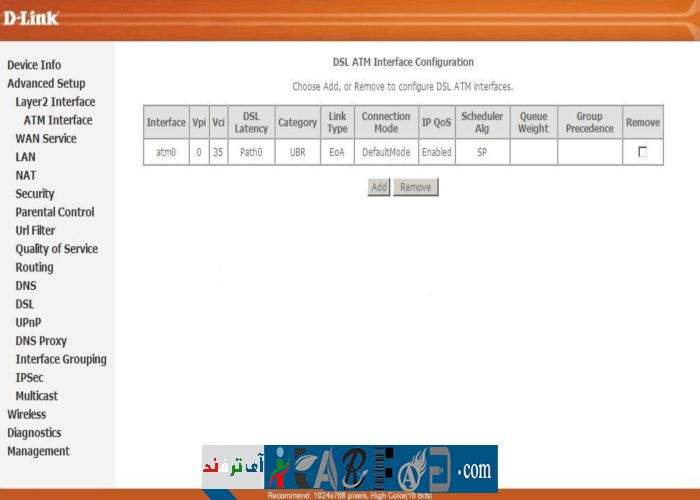 D-Link
Device Info
Advanced Setup
Layer2 Interface
ATM Interface
WAN Service
LAN
NAT
Security
Parental Control
Url Filter
Quality of Service
Routing
DNS
DSL
UPnP
DNS Proxy
Interface Grouping
IPSec
Multicast
Wireless
Diagnostics
Management
DSL ATM Interface Configuration
Choose Add, or Remove to configure DSL ATM interfaces.
Interface Vpi Vci DSL Latency Category Link Type Connection Mode IP QoS Scheduler Alg Queue Weight Group Precedence Remove
atm0 0 35 Path0 UBR EoA DefaultMode Enabled SP
Add Remove
آی ترفند
.com
Recommend: 1024x768 pixels, High Color(16 Bits)